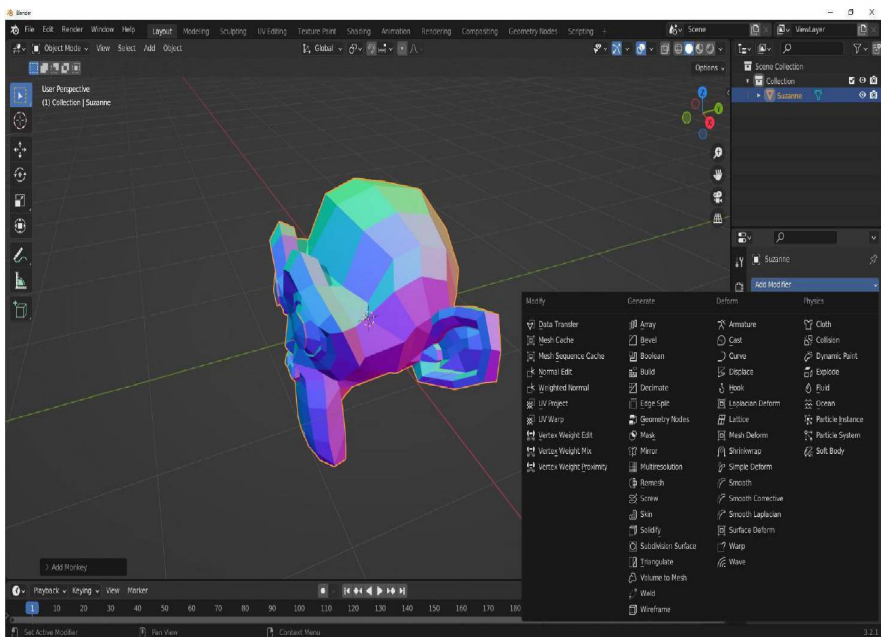 Blender
File Edit Render Window Help Layout Modeling Sculpting UV Editing Texture Paint Shading Animation Rendering Compositing Geometry Nodes Scripting + Scene ViewLayer
Object Mode View Select Add Object Global
Options
User Perspective
(1) Collection | Suzanne
Z
X
Scene Collection
Collection
Suzanne
Suzanne
Add Modifier
Modify Generate Deform Physics
Data Transfer Array Armature Cloth
Mesh Cache Bevel Cast Collision
Mesh Sequence Cache Boolean Curve Dynamic Paint
Normal Edit Build Displace Explode
Weighted Normal Decimate Hook Fluid
UV Project Edge Split Laplacian Deform Ocean
UV Warp Geometry Nodes Lattice Particle Instance
Vertex Weight Edit Mask Mesh Deform Particle System
Vertex Weight Mix Mirror Shrinkwrap Soft Body
Vertex Weight Proximity Multiresolution Simple Deform
Remesh Smooth
Screw Smooth Corrective
Skin Smooth Laplacian
Solidify Surface Deform
Subdivision Surface Warp
Triangulate Wave
Volume to Mesh
Weld
Wireframe
> Add Monkey
Playback Keying View Marker
1 10 20 30 40 50 60 70 80 90 100 110 120 130 140 150 160 170 180
Set Active Modifier Pan View Context Menu 3.2.1